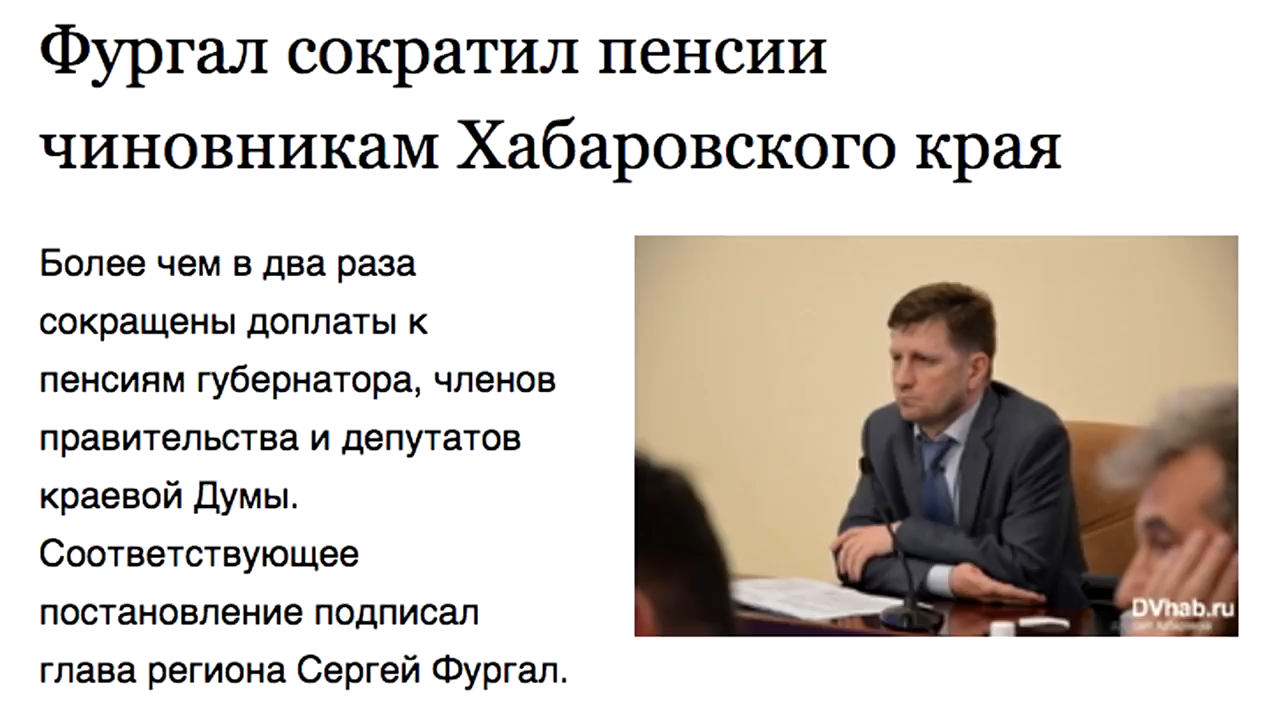 Фургал сократил пенсии
чиновникам Хабаровского края
Более чем в два раза
сокращены доплаты к
пенсиям губернатора, членов
правительства и депутатов
краевой Думы.
Соответствующее
постановление подписал
глава региона Сергей Фургал.
DVhab.ru